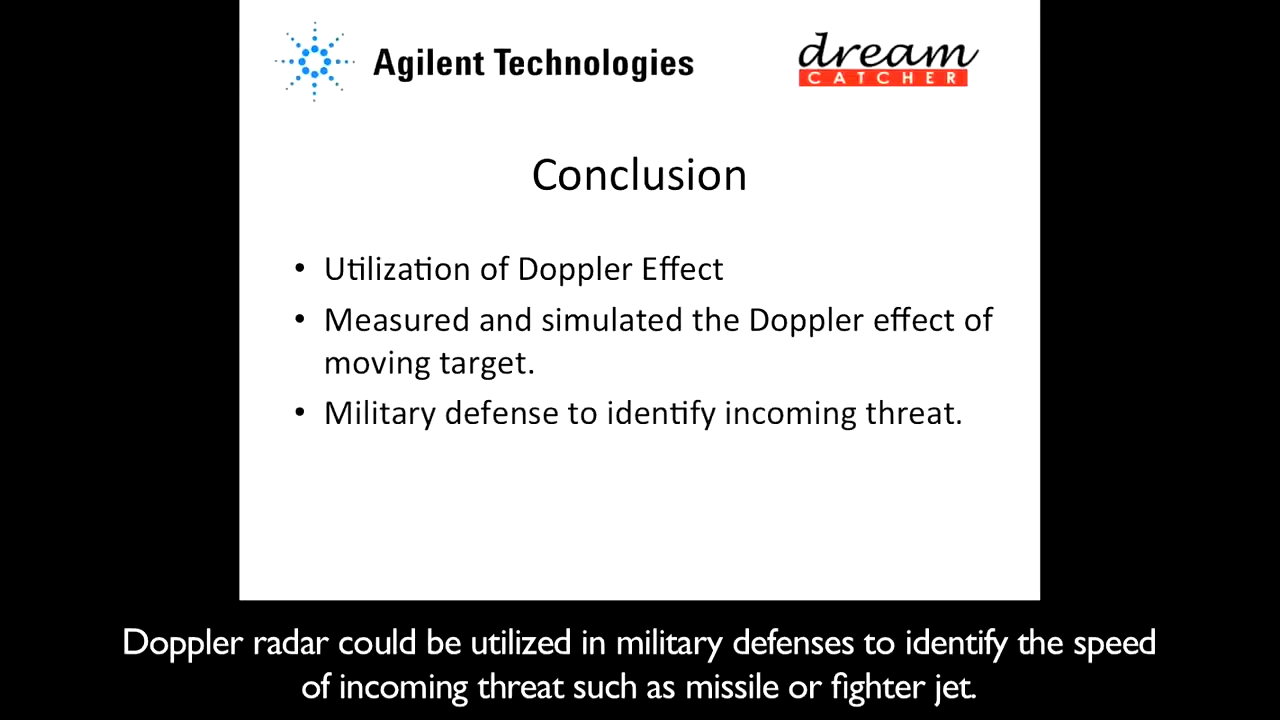 Agilent Technologies
dream
CATCHER
Conclusion
• Utilization of Doppler Effect
• Measured and simulated the Doppler effect of
moving target.
• Military defense to identify incoming threat.
Doppler radar could be utilized in military defenses to identify the speed
of incoming threat such as missile or fighter jet.